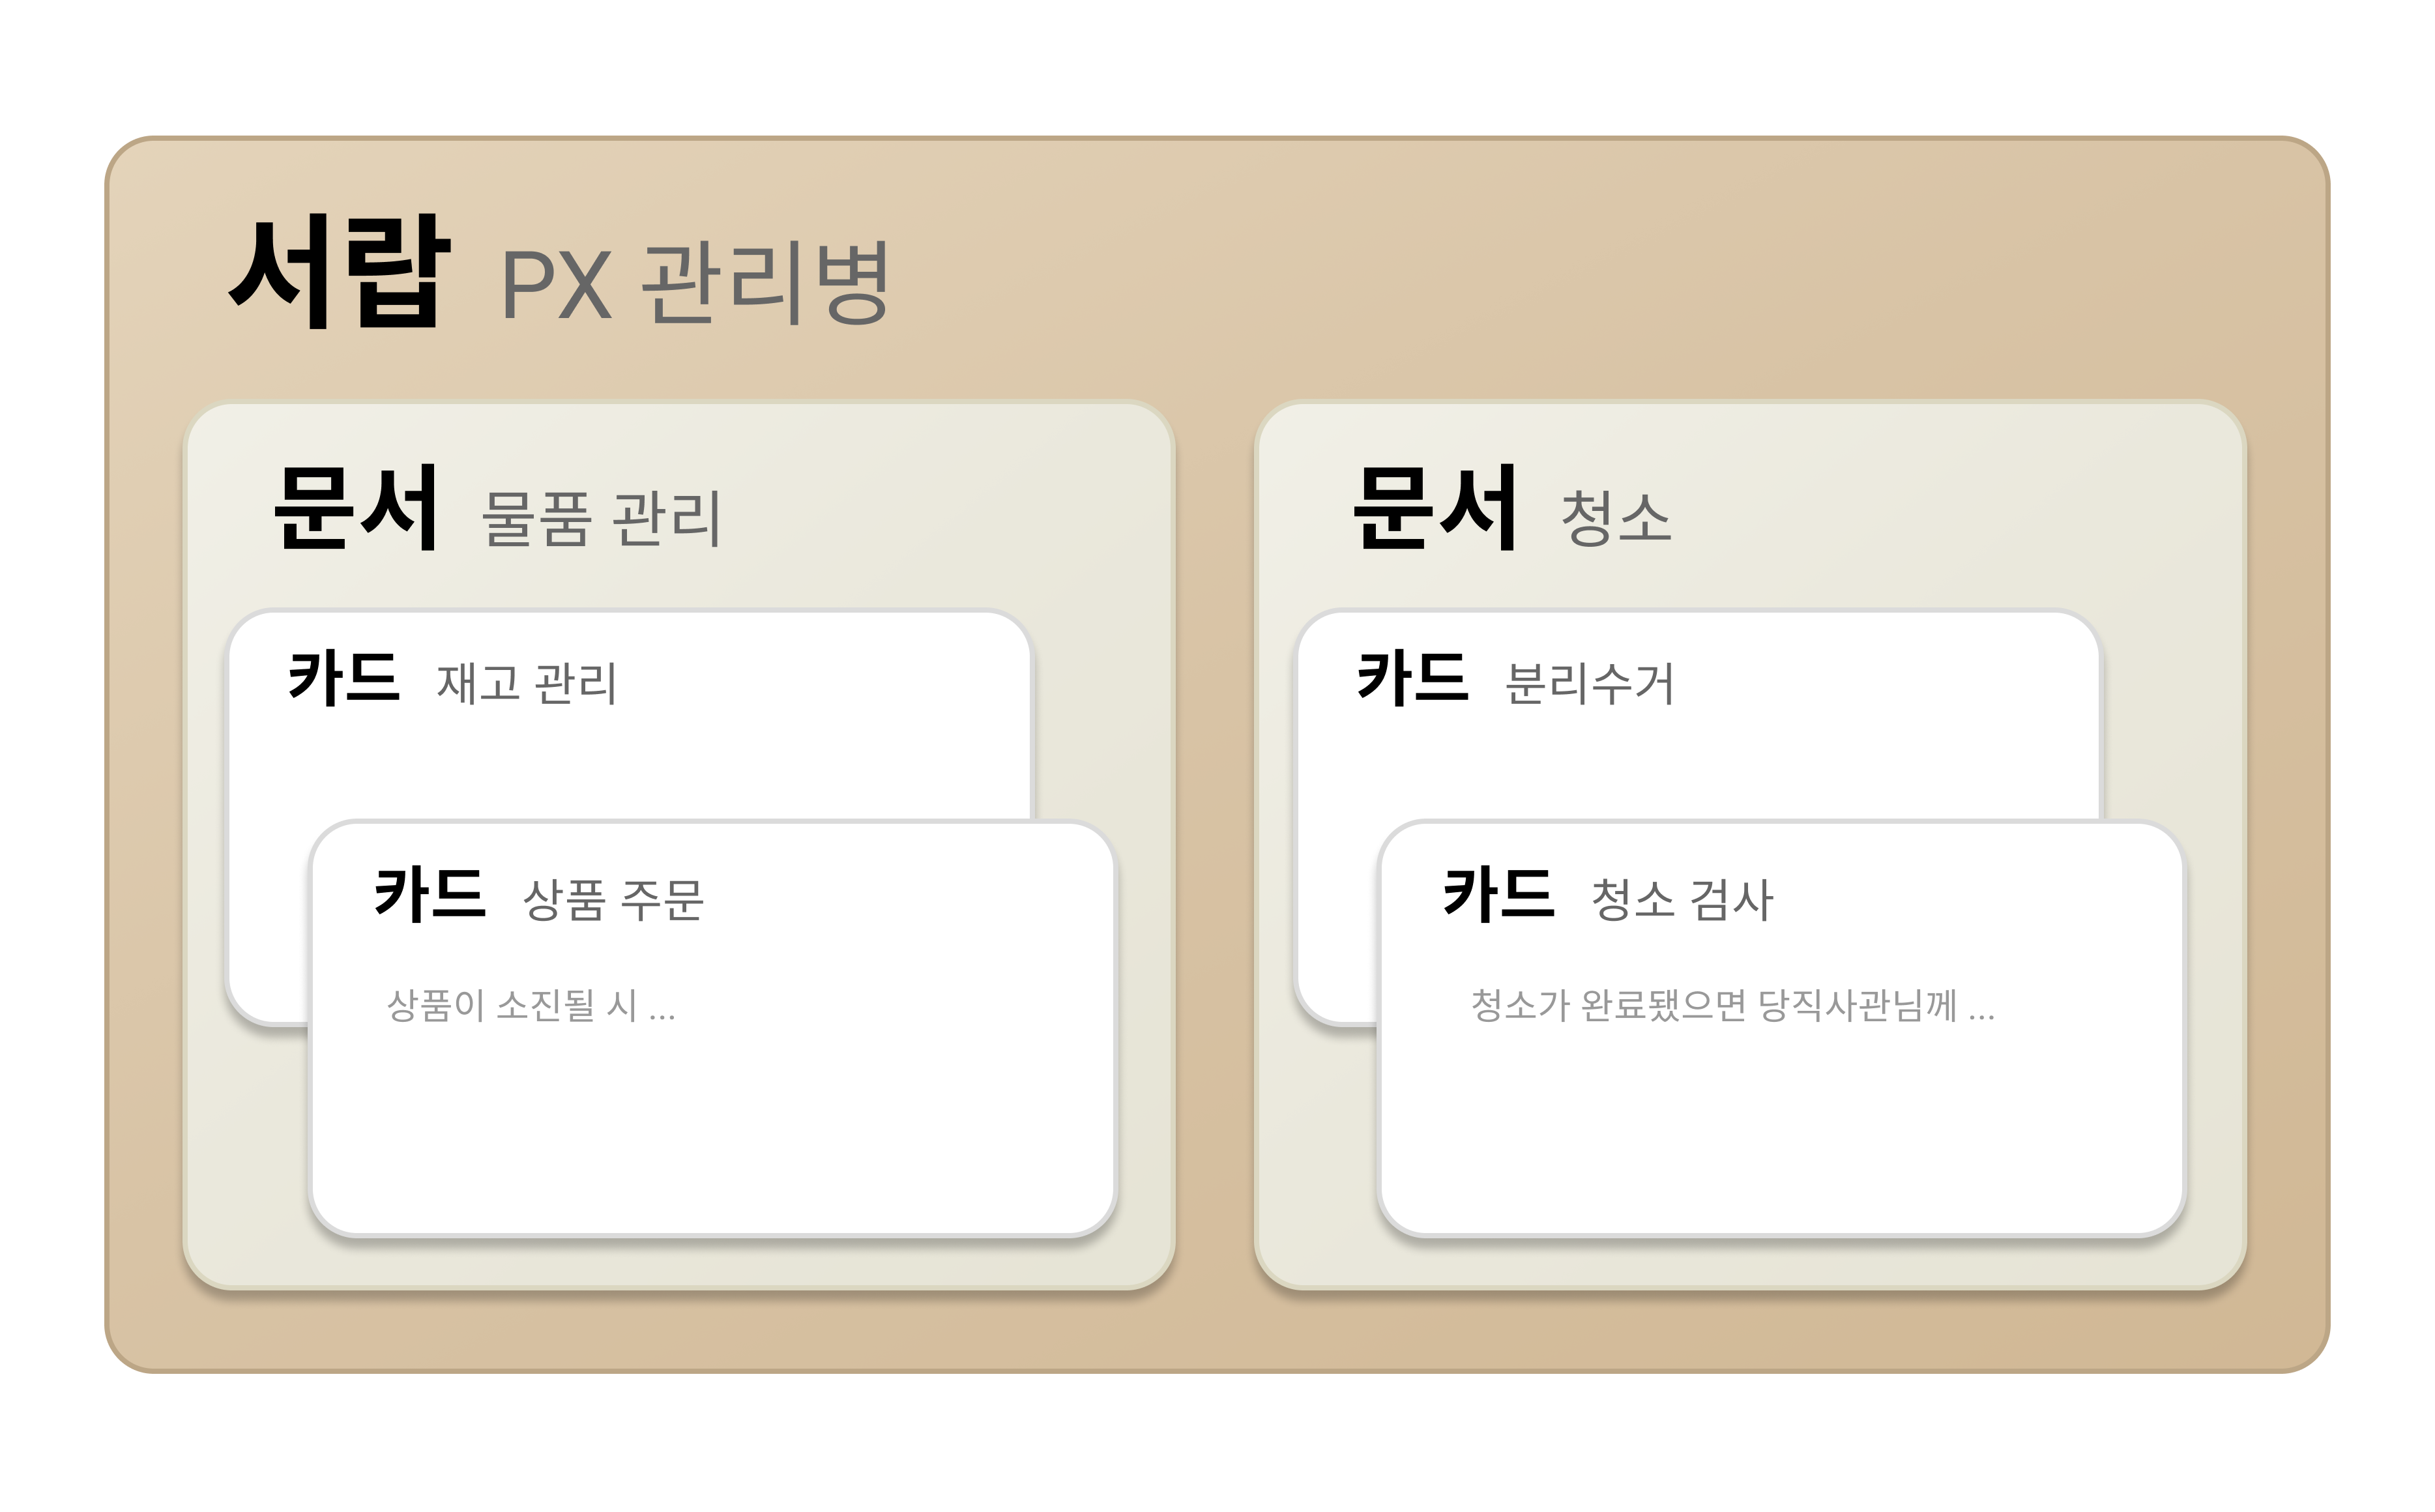 서랍 PX 관리병
문서 물품 관리
카드 재고 관리
카드 상품 주문
상품이 소진될 시 ...
문서 청소
카드 분리수거
카드 청소 검사
청소가 완료됐으면 당직사관님께 ...